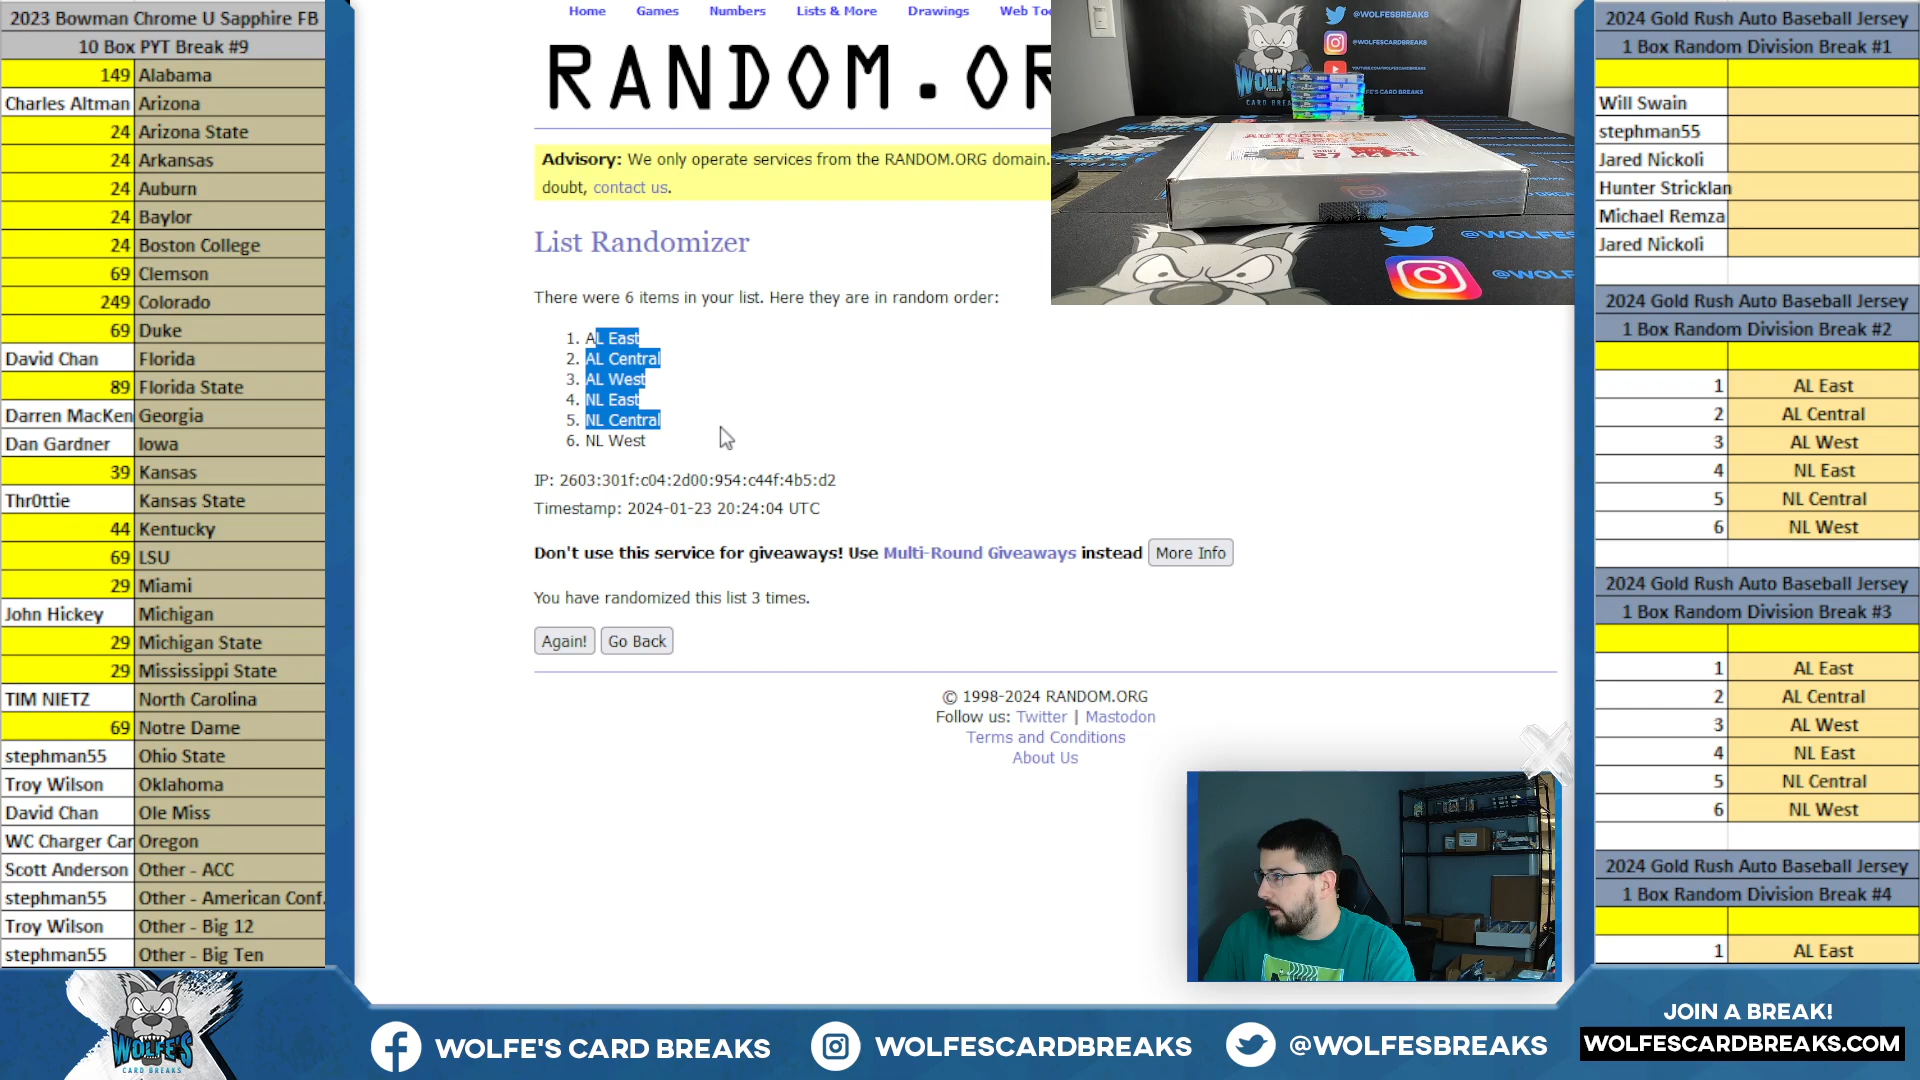 2023 Bowman Chrome U Sapphire FB
10 Box PYT Break #9
149 Alabama
Charles Altman Arizona
24 Arizona State
24 Arkansas
24 Auburn
24 Baylor
24 Boston College
69 Clemson
249 Colorado
69 Duke
David Chan Florida
89 Florida State
Darren MacKen Georgia
Dan Gardner Iowa
39 Kansas
Thr0ttie Kansas State
44 Kentucky
69 LSU
29 Miami
John Hickey Michigan
29 Michigan State
29 Mississippi State
TIM NIETZ North Carolina
69 Notre Dame
stephman55 Ohio State
Troy Wilson Oklahoma
David Chan Ole Miss
WC Charger Car Oregon
Scott Anderson Other - ACC
stephman55 Other - American Conf.
Troy Wilson Other - Big 12
stephman55 Other - Big Ten
Home Games Numbers Lists & More Drawings Web Too
RANDOM.OR
Advisory: We only operate services from the RANDOM.ORG domain.
doubt, contact us.
List Randomizer
There were 6 items in your list. Here they are in random order:
1. AL East
2. AL Central
3. AL West
4. NL East
5. NL Central
6. NL West
IP: 2603:301f:c04:2d00:954:c44f:4b5:d2
Timestamp: 2024-01-23 20:24:04 UTC
Don't use this service for giveaways! Use Multi-Round Giveaways instead More Info
You have randomized this list 3 times.
Again! Go Back
© 1998-2024 RANDOM.ORG
Follow us: Twitter | Mastodon
Terms and Conditions
About Us
@WOLFESBREAKS
@WOLFESCARDBREAKS
WOLFE'S
CARD BREAKS
AUTOGRAPHED
JERSEYS
@WOLFES
2024 Gold Rush Auto Baseball Jersey
1 Box Random Division Break #1
Will Swain
stephman55
Jared Nickoli
Hunter Stricklan
Michael Remza
Jared Nickoli
2024 Gold Rush Auto Baseball Jersey
1 Box Random Division Break #2
1 AL East
2 AL Central
3 AL West
4 NL East
5 NL Central
6 NL West
2024 Gold Rush Auto Baseball Jersey
1 Box Random Division Break #3
1 AL East
2 AL Central
3 AL West
4 NL East
5 NL Central
6 NL West
2024 Gold Rush Auto Baseball Jersey
1 Box Random Division Break #4
1 AL East
WOLFE'S
CARD BREAKS
WOLFE'S CARD BREAKS
WOLFESCARDBREAKS
@WOLFESBREAKS
JOIN A BREAK!
WOLFESCARDBREAKS.COM